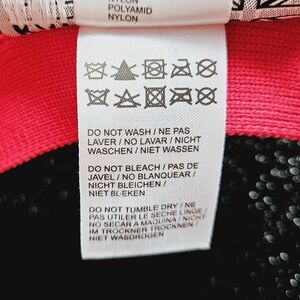 NYLON
POLYAMID
NYLON
DO NOT WASH / NE PAS
LAVER / NO LAVAR / NICHT
WASCHEN / NIET WASSEN
DO NOT BLEACH / PAS DE
JAVEL / NO BLANQUEAR /
NICHT BLEICHEN /
NIET BLEKEN
DO NOT TUMBLE DRY / NE
PAS UTILER LE SECHE LINGE /
NO SECAR A MAQUINA / NICHT
IM TROCKNER TROCKNEN /
NIET WASDROGEN